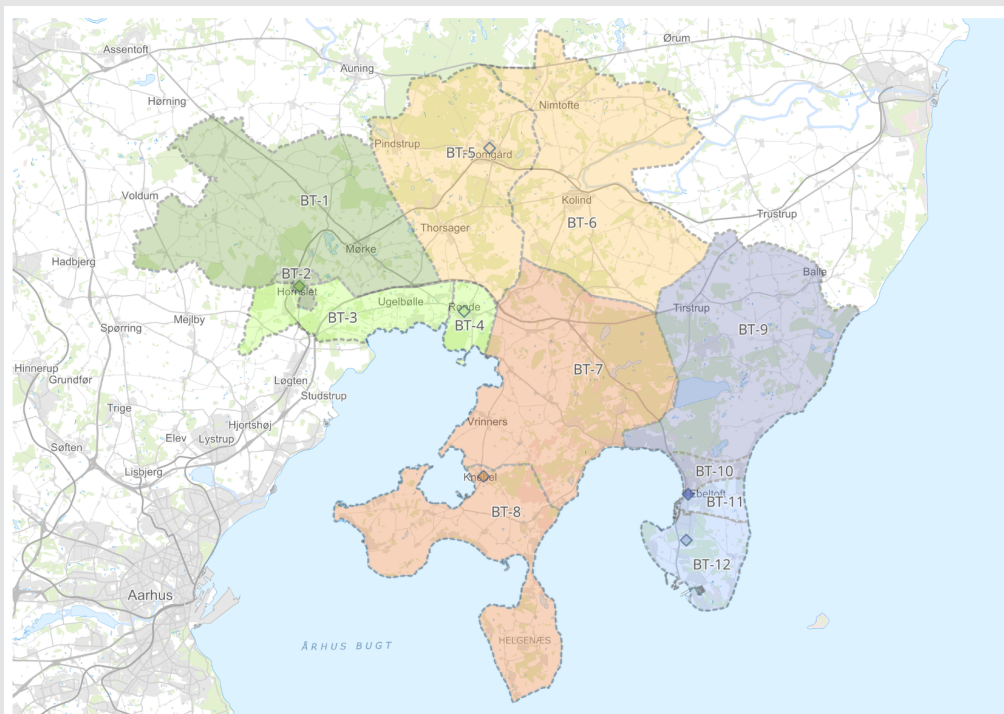 Ørum
Assentoft
Auning
Hørning
Nimtofte
Pindstrup
BT-5
Voldum
BT-1
Kolind
Trustrup
BT-6
Thorsager
Mørke
Hadbjerg
BT-2
Balle
Hornslet
Ugelbølle
Rønde
Tirstrup
Mejlby
BT-3
BT-4
BT-9
Spørring
Hinnerup
BT-7
Grundfør
Løgten
Studstrup
Trige
Hjortshøj
Vrinners
Elev
Lystrup
Søften
Lisbjerg
BT-10
Knebel
Ebeltoft
BT-11
BT-8
BT-12
Aarhus
HELGENÆS
ÅRHUS BUGT